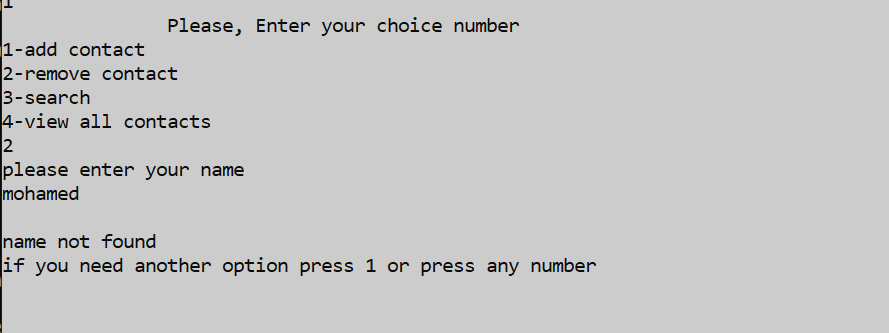 1
Please, Enter your choice number
1-add contact
2-remove contact
3-search
4-view all contacts
2
please enter your name
mohamed
name not found
if you need another option press 1 or press any number